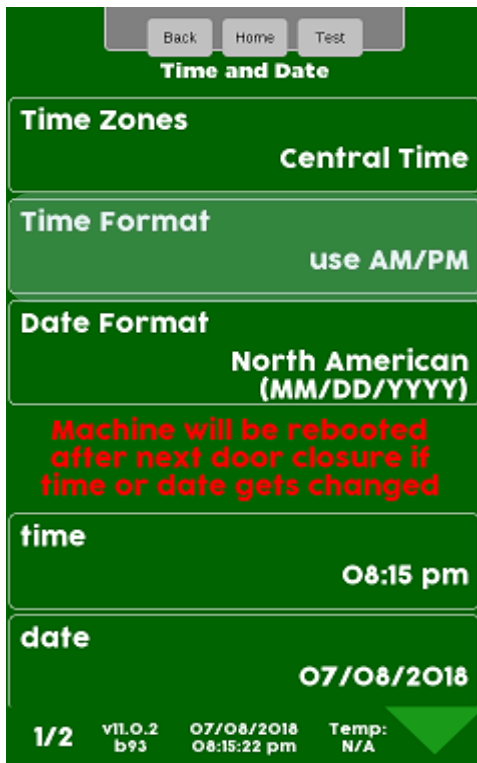 Back Home Test
Time and Date
Time Zones
Central Time
Time Format
use AM/PM
Date Format
North American
(MM/DD/YYYY)
Machine will be rebooted
after next door closure if
time or date gets changed
time
08:15 pm
date
07/08/2018
1/2 v11.0.2 07/08/2018 Temp:
b93 08:15:22 pm N/A